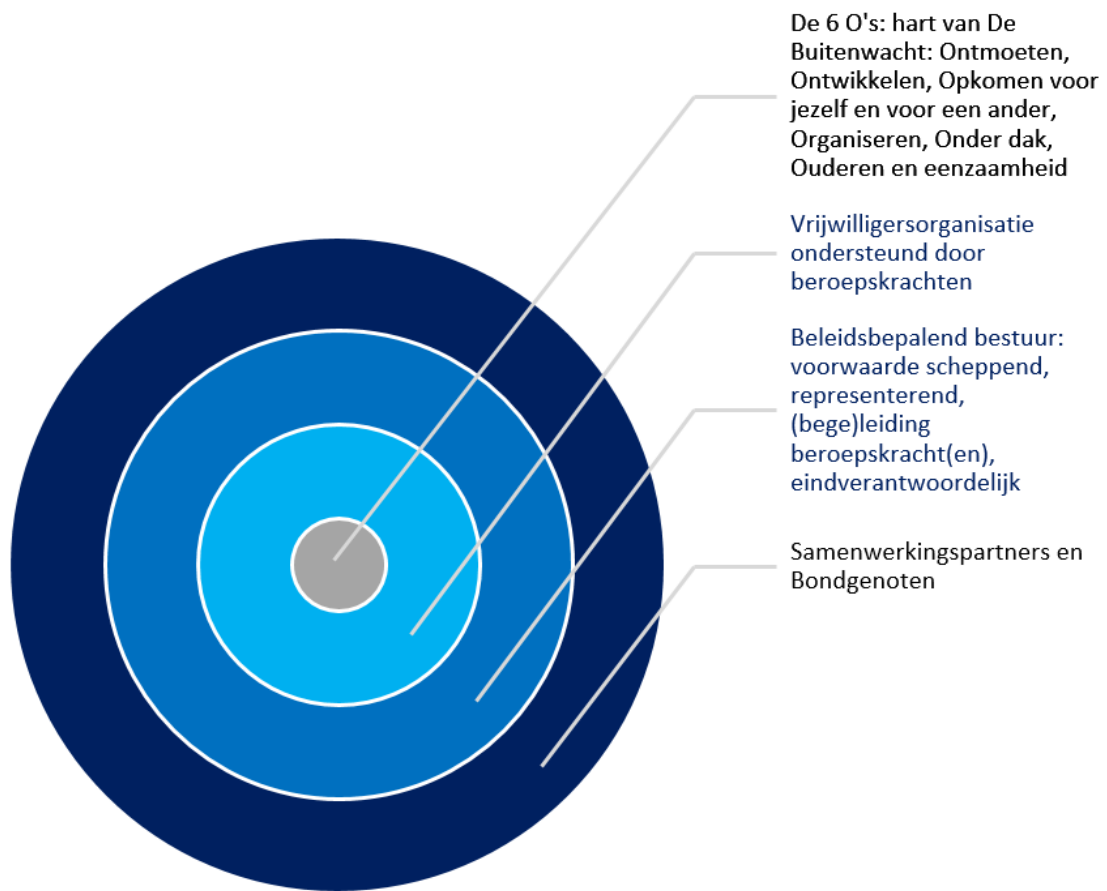 De 6 O's: hart van De
Buitenwacht: Ontmoeten,
Ontwikkelen, Opkomen voor
jezelf en voor een ander,
Organiseren, Onder dak,
Ouderen en eenzaamheid
Vrijwilligersorganisatie
ondersteund door
beroepskrachten
Beleidsbepalend bestuur:
voorwaarde scheppend,
representerend,
(bege)leiding
beroepskracht(en),
eindverantwoordelijk
Samenwerkingspartners en
Bondgenoten